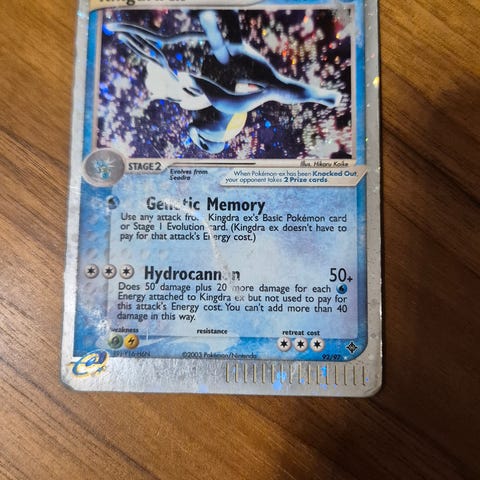 Illus. Hikaru Koike
STAGE 2
Evolves from
Seadra
When Pokémon-ex has been Knocked Out,
your opponent takes 2 Prize cards.
Genetic Memory
Use any attack from Kingdra ex's Basic Pokémon card
or Stage 1 Evolution card. (Kingdra ex doesn't have to
pay for that attack's Energy cost.)
Hydrocannon 50+
Does 50 damage plus 20 more damage for each
Energy attached to Kingdra ex but not used to pay for
this attack's Energy cost. You can't add more than 40
damage in this way.
weakness resistance retreat cost
e
©2003 Pokémon/Nintendo 92/97